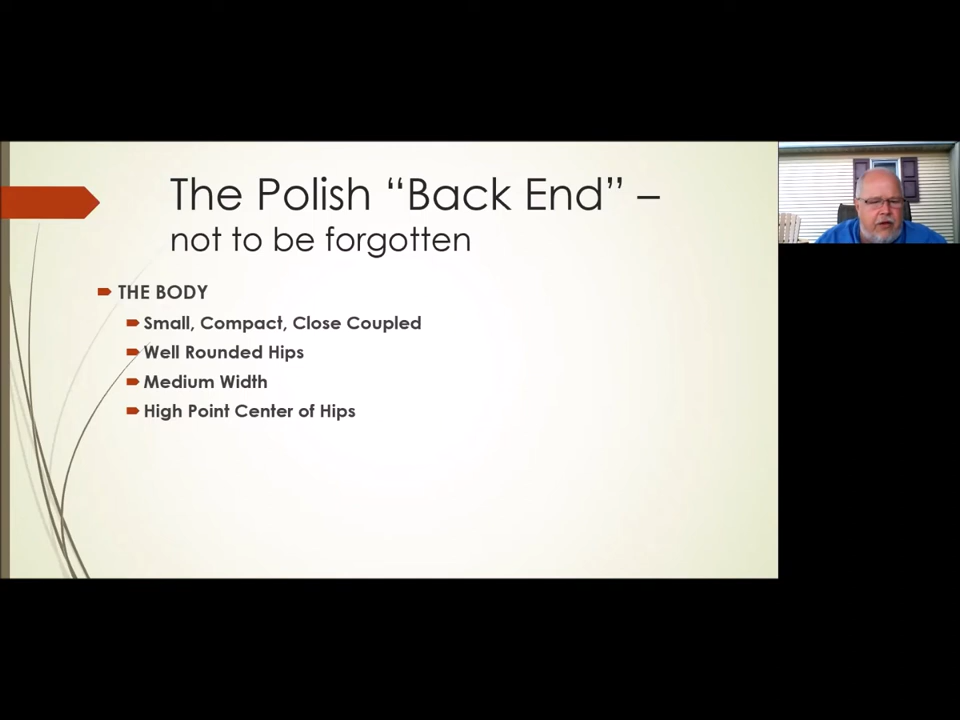 The Polish “Back End” –
not to be forgotten
THE BODY
Small, Compact, Close Coupled
Well Rounded Hips
Medium Width
High Point Center of Hips